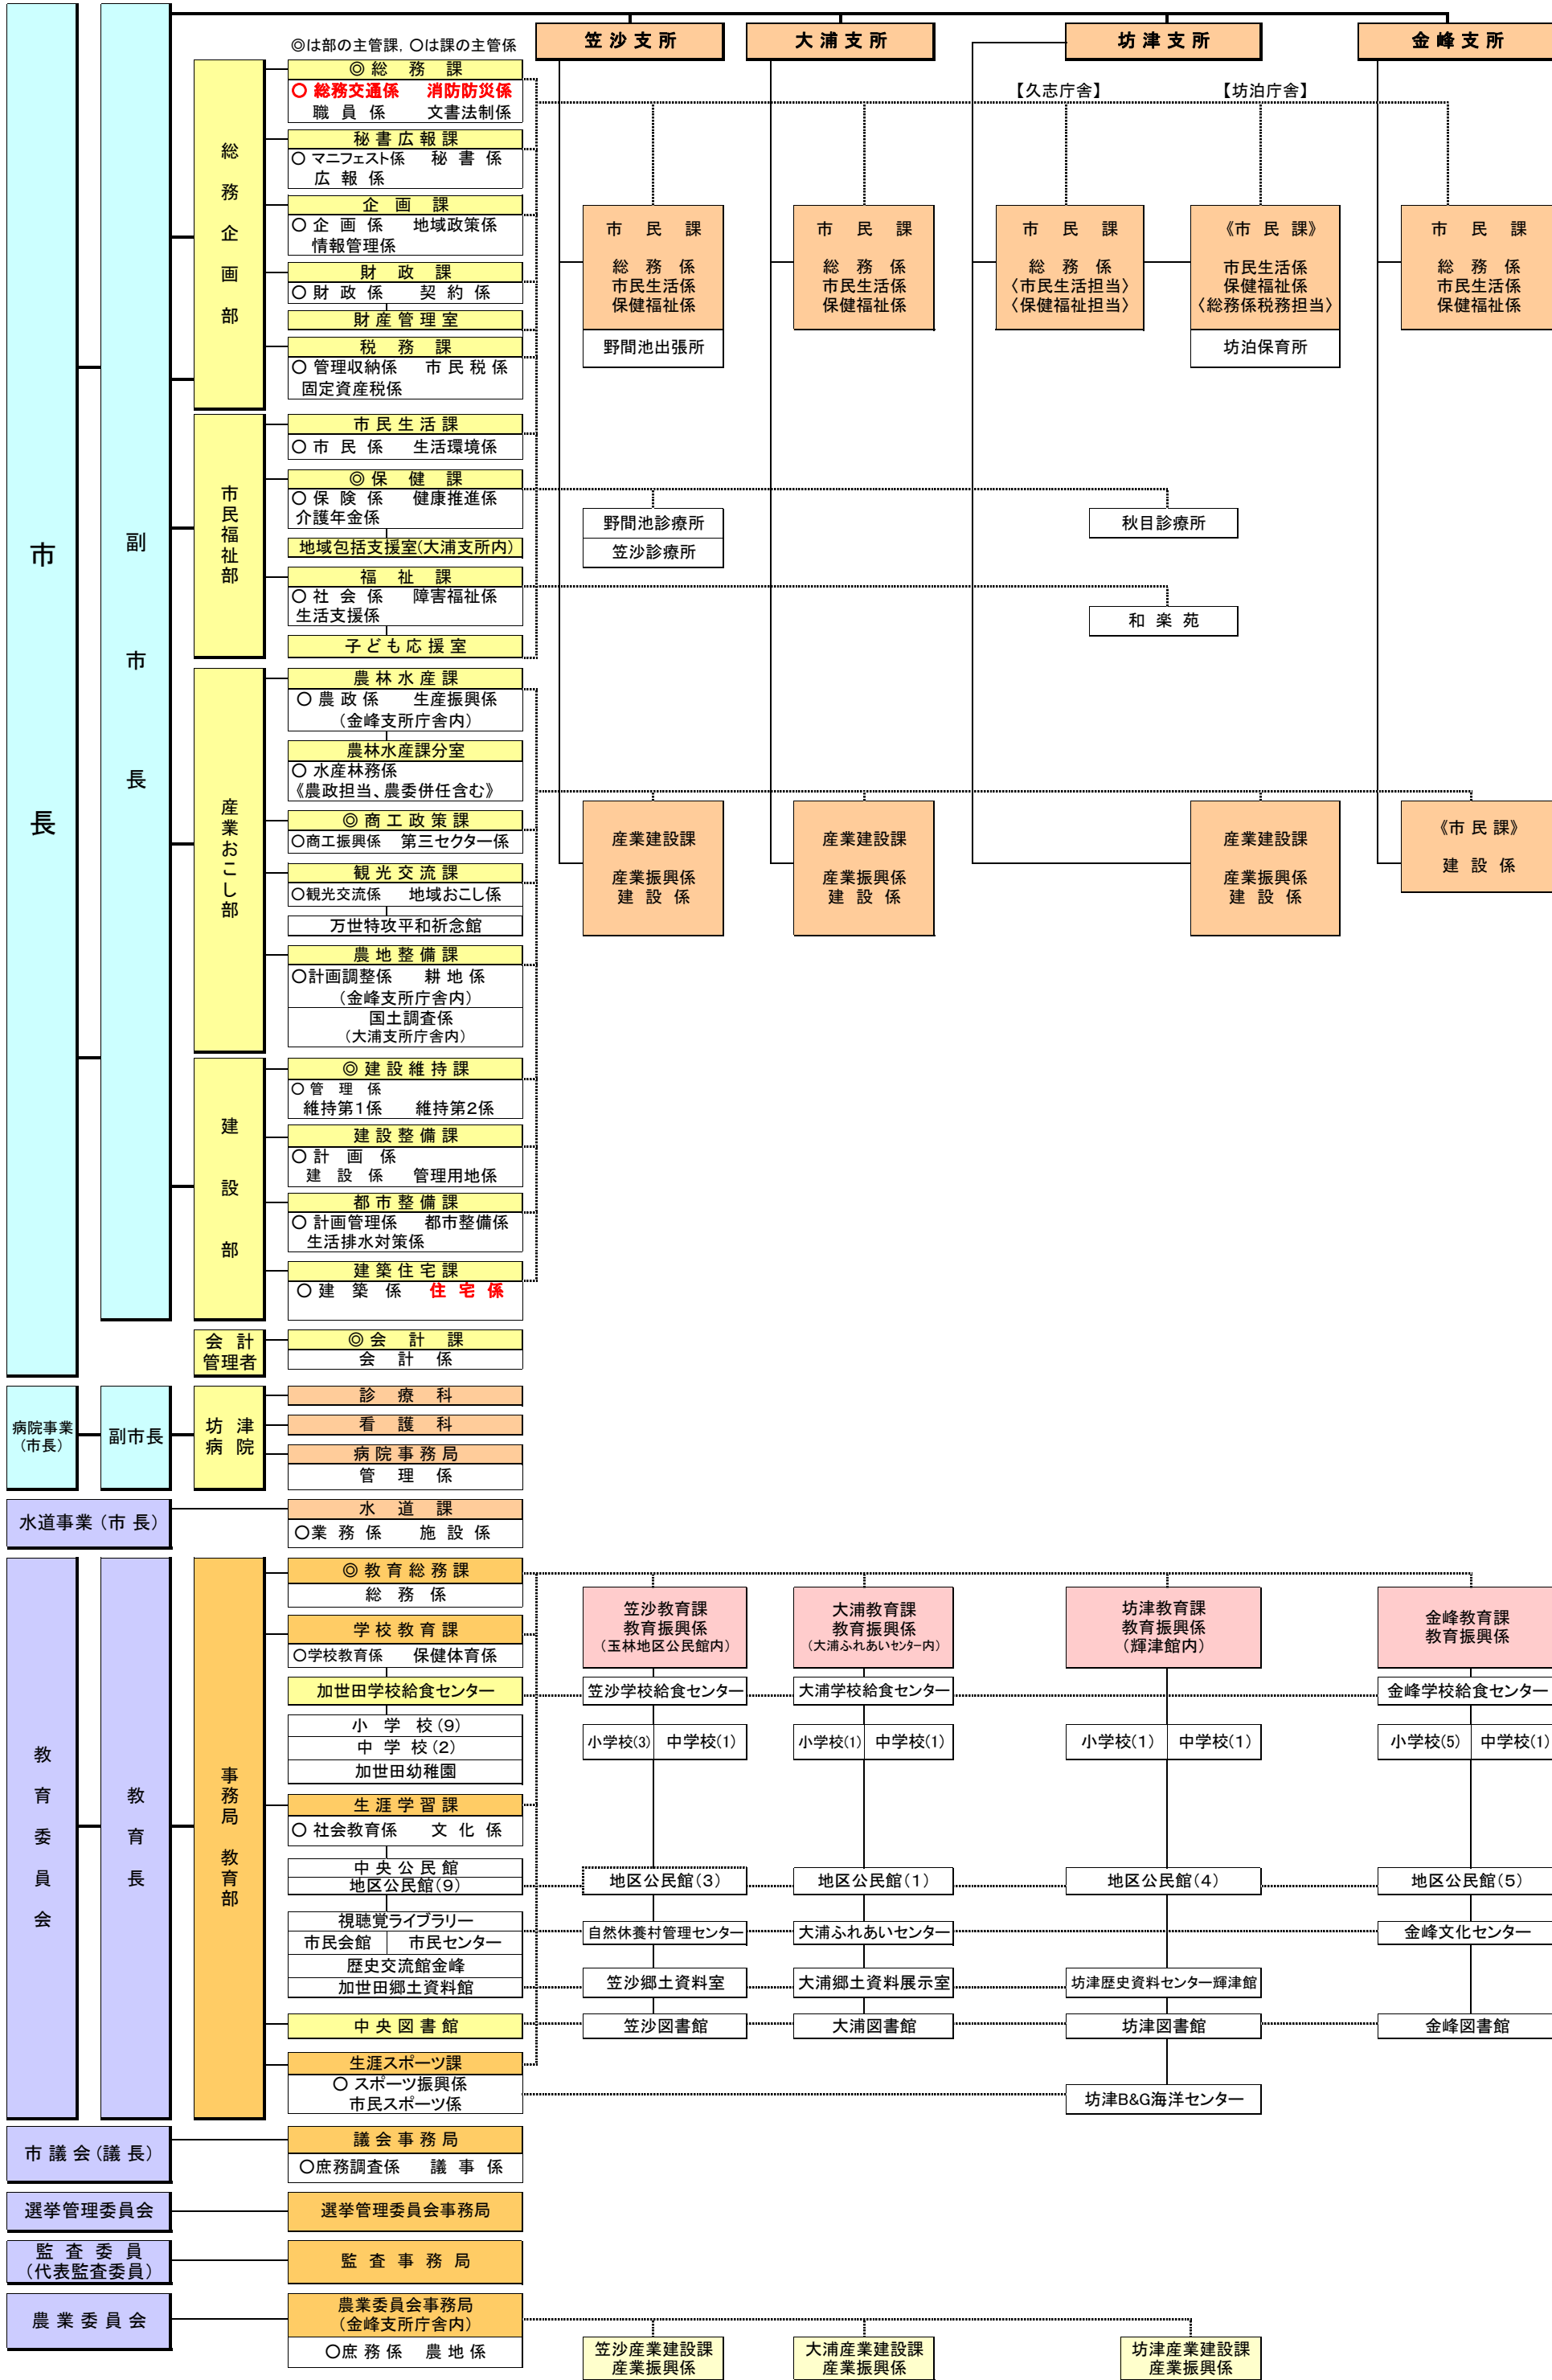 ◎は部の主管課，〇は課の主管係
笠 沙 支 所
大 浦 支 所
坊 津 支 所
金 峰 支 所
【久志庁舎】
【坊泊庁舎】
市長
副市長
総務企画部
◎ 総 務 課
〇 総務交通係 消防防災係
職 員 係 文書法制係
秘 書 広 報 課
〇 マニフェスト係 秘 書 係
広 報 係
企 画 課
〇 企 画 係 地域政策係
情報管理係
財 政 課
〇 財 政 係 契 約 係
財 産 管 理 室
税 務 課
〇 管理収納係 市 民 税 係
固定資産税係
市 民 課
総 務 係
市民生活係
保健福祉係
野間池出張所
市 民 課
総 務 係
市民生活係
保健福祉係
市 民 課
総 務 係
〈市民生活担当〉
〈保健福祉担当〉
《市 民 課》
市民生活係
保健福祉係
〈総務係税務担当〉
坊泊保育所
市 民 課
総 務 係
市民生活係
保健福祉係
市民福祉部
市 民 生 活 課
〇 市 民 係 生活環境係
◎ 保 健 課
〇 保 険 係 健康推進係
介護年金係
地域包括支援室(大浦支所内)
福 祉 課
〇 社 会 係 障害福祉係
生活支援係
子 ど も 応 援 室
野間池診療所
笠沙診療所
秋目診療所
和 楽 苑
産業おこし部
農 林 水 産 課
〇 農 政 係 生産振興係
（金峰支所庁舎内）
農林水産課分室
〇 水産林務係
《農政担当、農委併任含む》
◎ 商 工 政 策 課
〇商工振興係 第三セクター係
観 光 交 流 課
〇観光交流係 地域おこし係
万世特攻平和祈念館
農 地 整 備 課
〇計画調整係 耕 地 係
（金峰支所庁舎内）
国土調査係
（大浦支所庁舎内）
産業建設課
産業振興係
建 設 係
産業建設課
産業振興係
建 設 係
産業建設課
産業振興係
建 設 係
《市 民 課》
建 設 係
建設部
◎ 建 設 維 持 課
〇 管 理 係
維持第１係 維持第２係
建 設 整 備 課
〇 計 画 係
建 設 係 管理用地係
都 市 整 備 課
〇 計画管理係 都市整備係
生活排水対策係
建 築 住 宅 課
〇 建 築 係 住 宅 係
会 計
管理者
◎ 会 計 課
会 計 係
病院事業
（市長）
副市長
坊 津
病 院
診 療 科
看 護 科
病 院 事 務 局
管 理 係
水道事業（市 長）
水 道 課
〇業 務 係 施 設 係
教育委員会
教育長
事務局 教育部
◎ 教 育 総 務 課
総 務 係
学 校 教 育 課
〇学校教育係 保健体育係
加世田学校給食センター
小 学 校（9）
中 学 校（2）
加世田幼稚園
生 涯 学 習 課
〇 社会教育係 文 化 係
中 央 公 民 館
地区公民館（9）
視聴覚ライブラリー
市民会館 市民センター
歴史交流館金峰
加世田郷土資料館
中 央 図 書 館
生涯スポーツ課
〇 スポーツ振興係
市民スポーツ係
笠沙教育課
教育振興係
（玉林地区公民館内）
大浦教育課
教育振興係
（大浦ふれあいセンター内）
坊津教育課
教育振興係
（輝津館内）
金峰教育課
教育振興係
笠沙学校給食センター
大浦学校給食センター
金峰学校給食センター
小学校(3) 中学校(1)
小学校(1) 中学校(1)
小学校(1) 中学校(1)
小学校(5) 中学校(1)
地区公民館（３）
地区公民館（１）
地区公民館（４）
地区公民館（５）
自然休養村管理センター
大浦ふれあいセンター
金峰文化センター
笠沙郷土資料室
大浦郷土資料展示室
坊津歴史資料センター輝津館
笠沙図書館
大浦図書館
坊津図書館
金峰図書館
坊津B&G海洋センター
市 議 会（議 長）
議 会 事 務 局
〇庶務調査係 議 事 係
選挙管理委員会
選挙管理委員会事務局
監 査 委 員
（代表監査委員）
監 査 事 務 局
農 業 委 員 会
農業委員会事務局
（金峰支所庁舎内）
〇庶 務 係 農 地 係
笠沙産業建設課
産業振興係
大浦産業建設課
産業振興係
坊津産業建設課
産業振興係